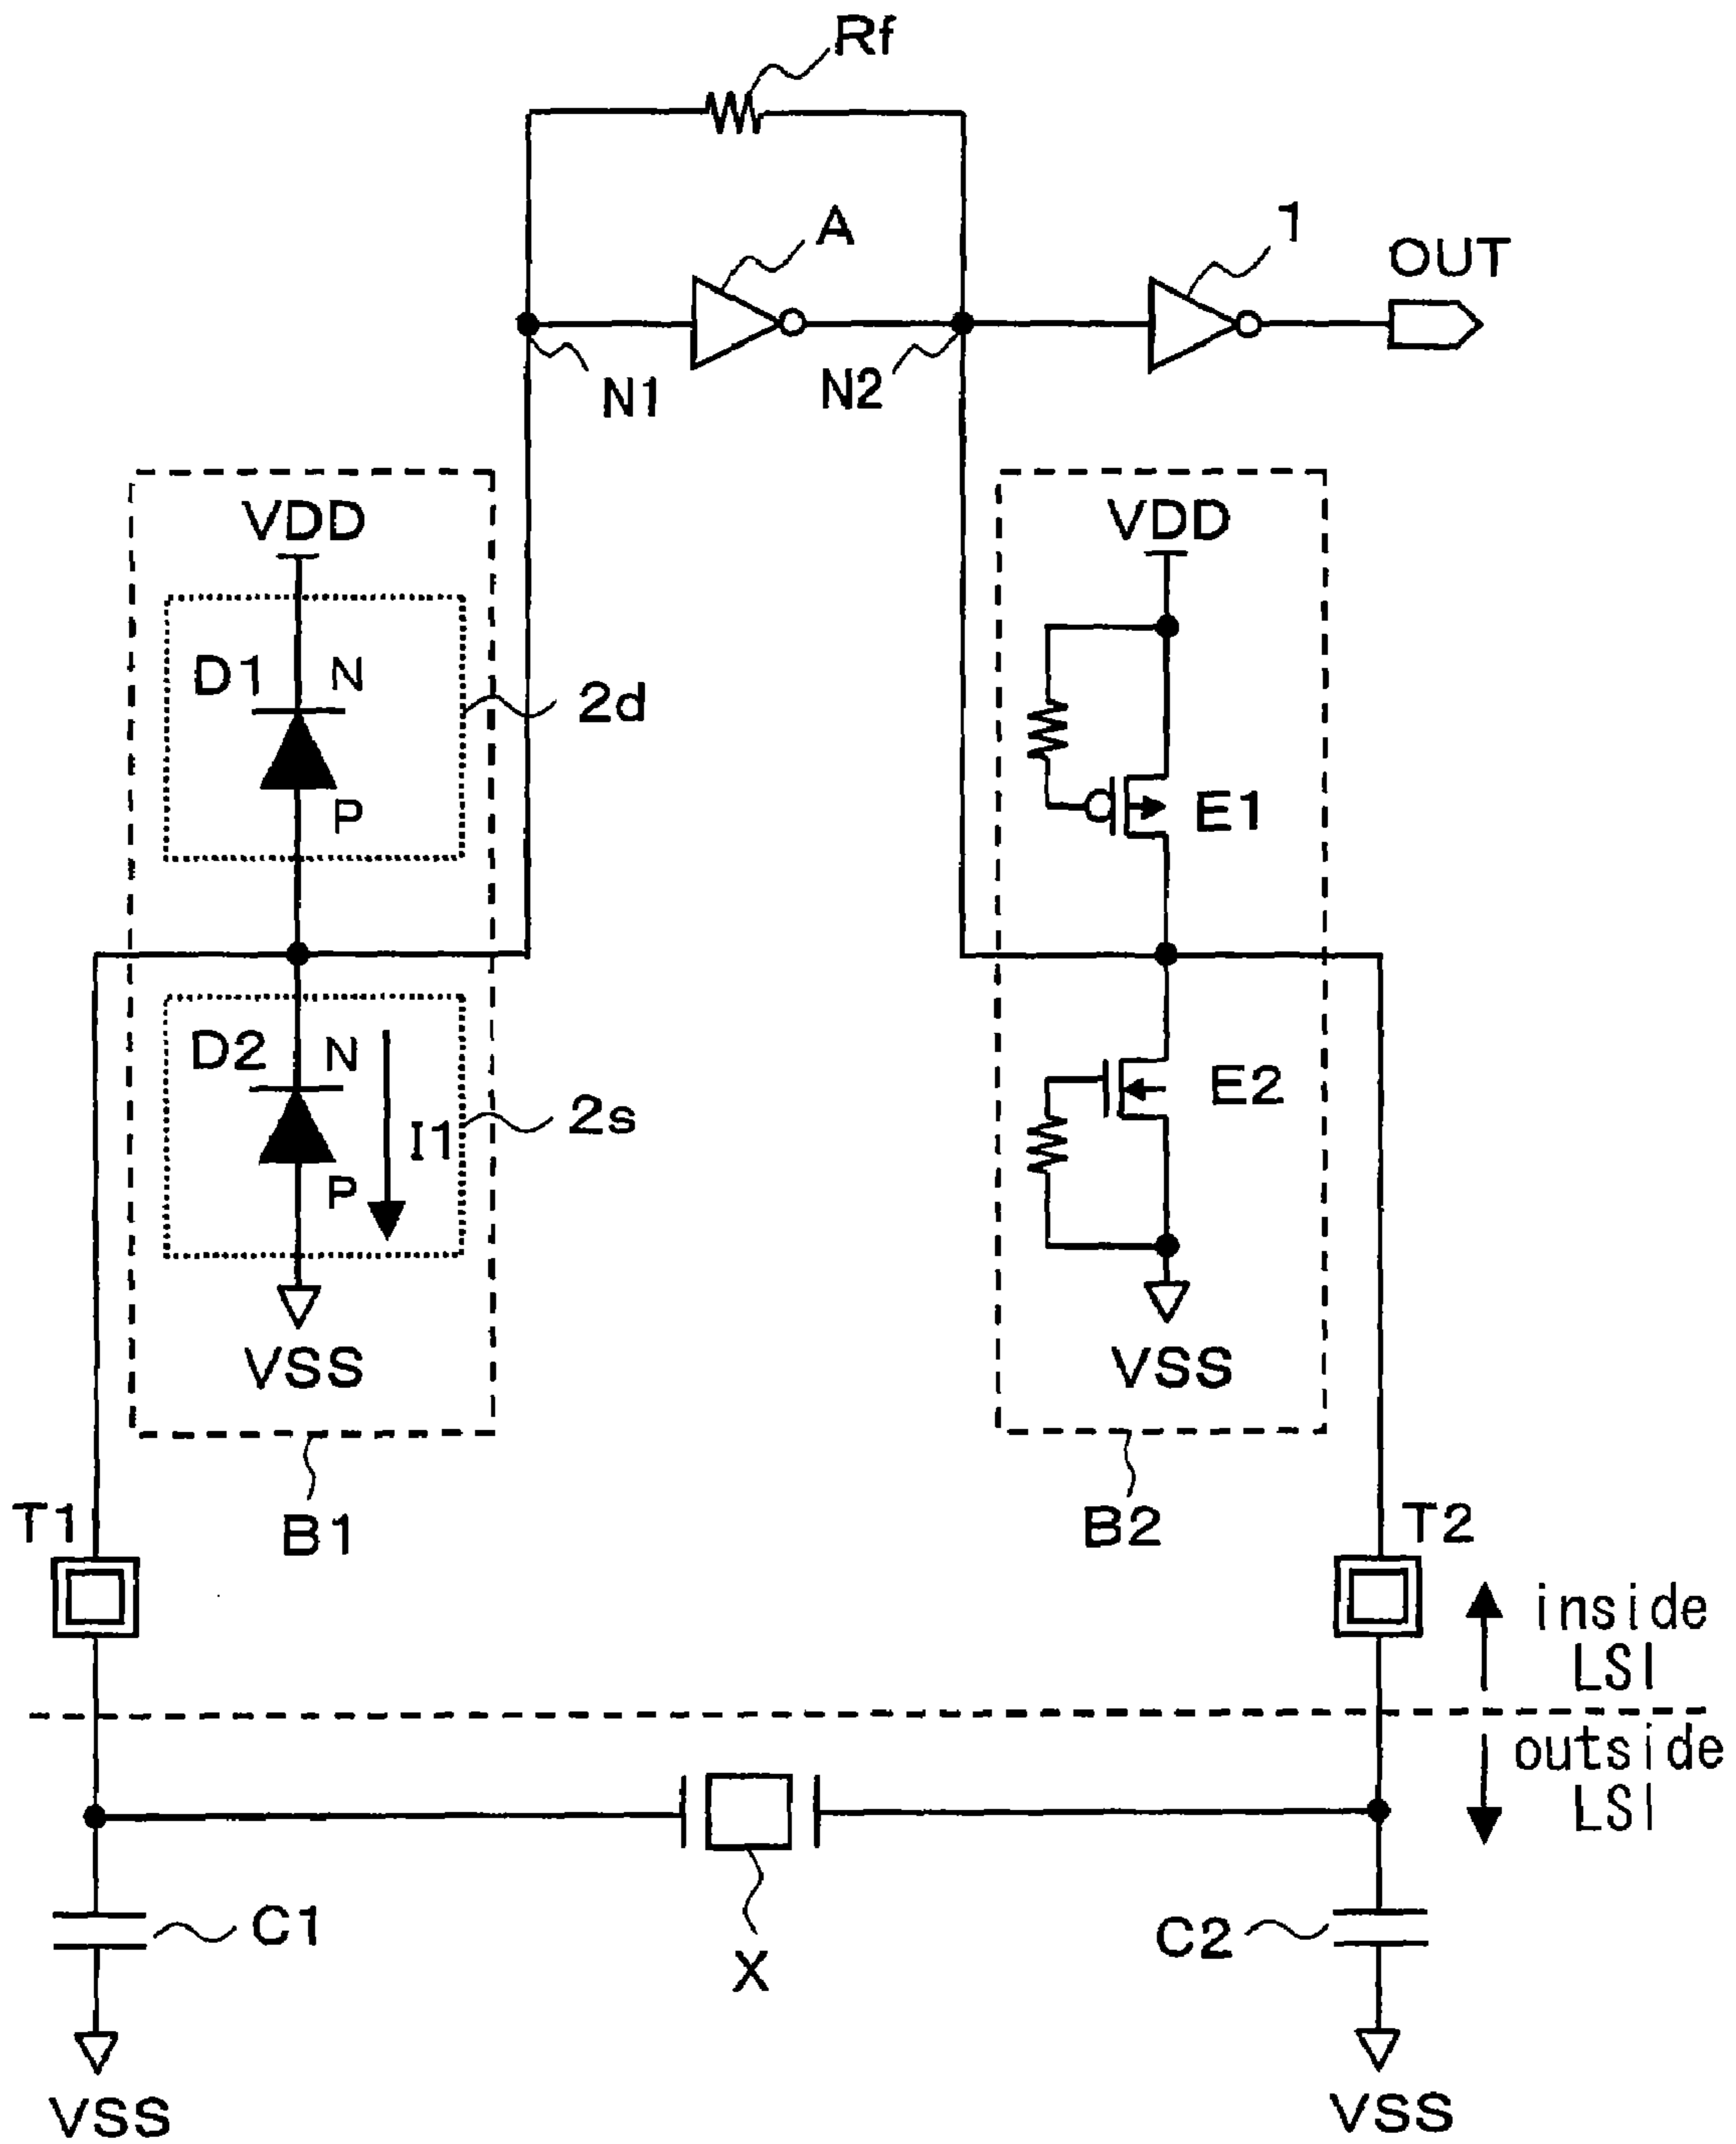 Rf
A
1
OUT
N1
N2
VDD
VDD
D1
N
2d
P
E1
D2
N
I1
2s
P
E2
VSS
VSS
B1
B2
T1
T2
inside
LSI
outside
LSI
C1
X
C2
VSS
VSS